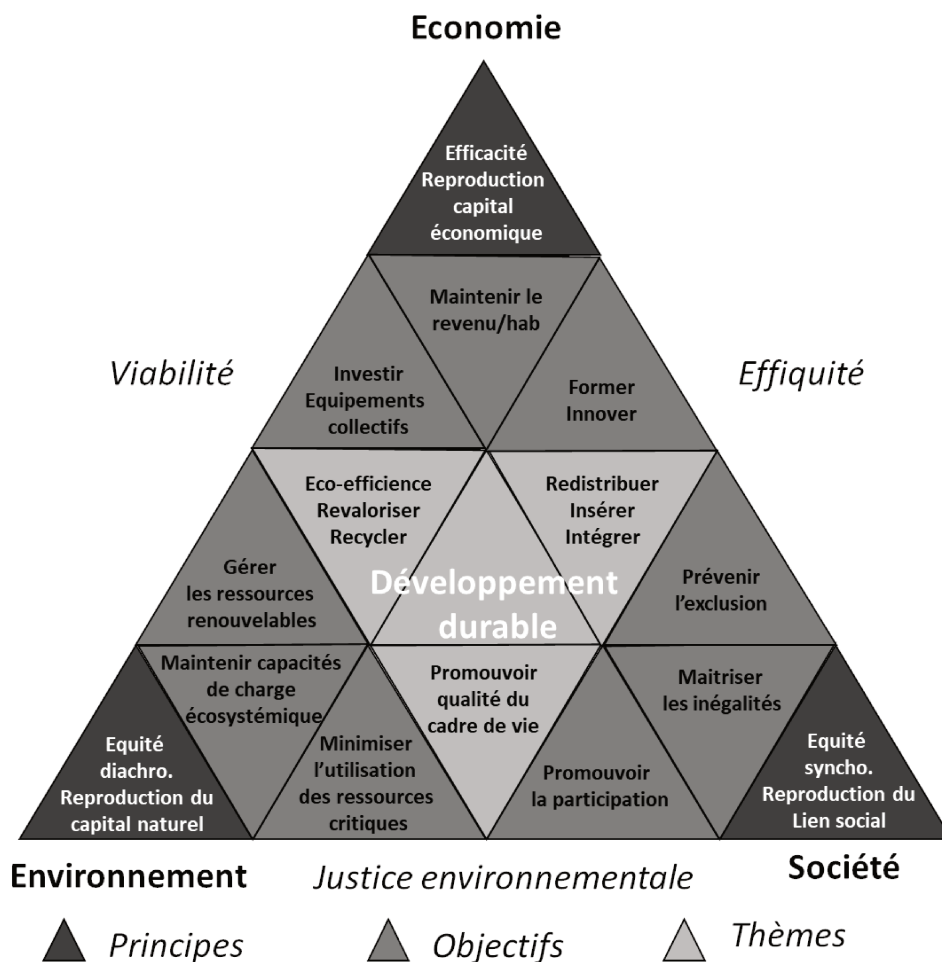 Economie
Efficacité
Reproduction
capital
économique
Maintenir le
revenu/hab
Viabilité
Effiquité
Investir
Equipements
collectifs
Former
Innover
Eco-efficience
Revaloriser
Recycler
Redistribuer
Insérer
Intégrer
Développement
durable
Gérer
les ressources
renouvelables
Prévenir
l’exclusion
Maintenir capacités
de charge
écosystémique
Promouvoir
qualité du
cadre de vie
Maitriser
les inégalités
Equité
diachro.
Reproduction du
capital naturel
Minimiser
l’utilisation
des ressources
critiques
Promouvoir
la participation
Equité
syncho.
Reproduction du
Lien social
Environnement
Justice environnementale
Société
Principes
Objectifs
Thèmes